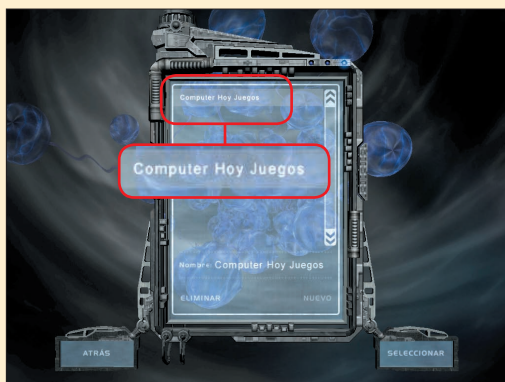 Computer Hoy Juegos
Computer Hoy Juegos
Nombre: Computer Hoy Juegos
ELIMINAR NUEVO
ATRÁS SELECCIONAR